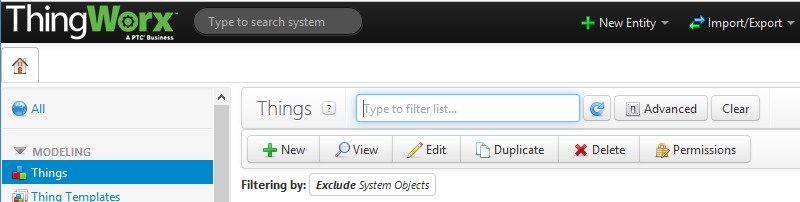 ThingWorx™
A PTC® Business
Type to search system
New Entity
Import/Export
All
Things
?
Type to filter list...
Advanced
Clear
MODELING
Things
Thing Templates
New
View
Edit
Duplicate
Delete
Permissions
Filtering by:
Exclude System Objects